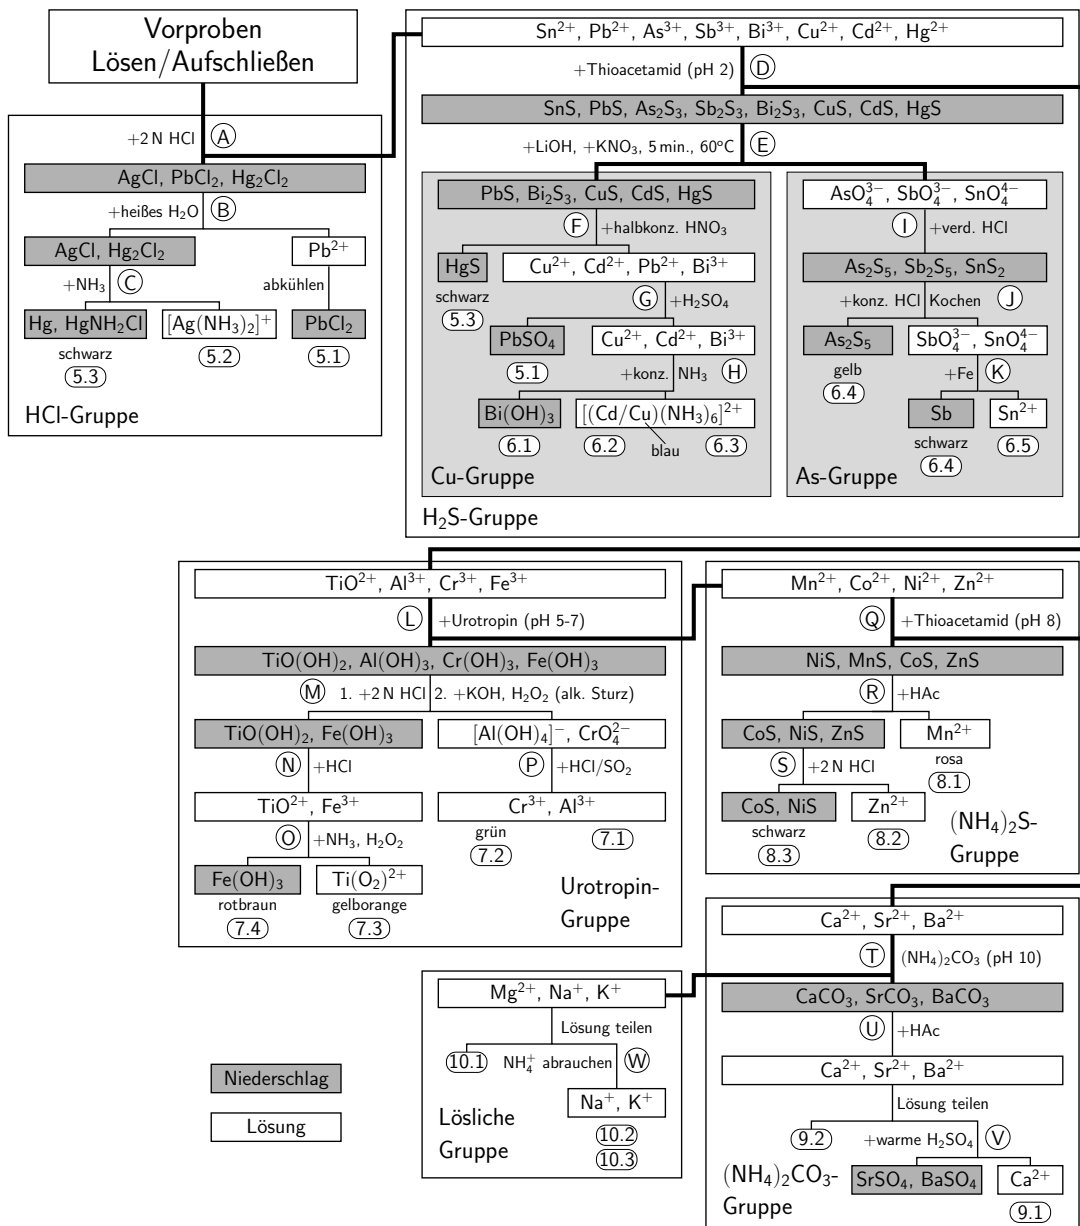 Vorproben
Lösen/Aufschließen
+2 N HCl
A
AgCl, PbCl₂, Hg₂Cl₂
+heißes H₂O
B
AgCl, Hg₂Cl₂
Pb²⁺
+NH₃
C
abkühlen
Hg, HgNH₂Cl
[Ag(NH₃)₂]⁺
PbCl₂
schwarz
5.3
5.2
5.1
HCl-Gruppe
Sn²⁺, Pb²⁺, As³⁺, Sb³⁺, Bi³⁺, Cu²⁺, Cd²⁺, Hg²⁺
+Thioacetamid (pH 2)
D
SnS, PbS, As₂S₃, Sb₂S₃, Bi₂S₃, CuS, CdS, HgS
+LiOH, +KNO₃, 5 min., 60°C
E
PbS, Bi₂S₃, CuS, CdS, HgS
F
+halbkonz. HNO₃
HgS
schwarz
5.3
Cu²⁺, Cd²⁺, Pb²⁺, Bi³⁺
G
+H₂SO₄
PbSO₄
5.1
Cu²⁺, Cd²⁺, Bi³⁺
+konz. NH₃
H
Bi(OH)₃
[(Cd/Cu)(NH₃)₆]²⁺
6.1
6.2
blau
6.3
Cu-Gruppe
AsO₄³⁻, SbO₄³⁻, SnO₄⁴⁻
I
+verd. HCl
As₂S₅, Sb₂S₅, SnS₂
+konz. HCl
Kochen
J
As₂S₅
gelb
6.4
SbO₄³⁻, SnO₄⁴⁻
+Fe
K
Sb
schwarz
6.4
Sn²⁺
6.5
As-Gruppe
H₂S-Gruppe
TiO²⁺, Al³⁺, Cr³⁺, Fe³⁺
L
+Urotropin (pH 5-7)
TiO(OH)₂, Al(OH)₃, Cr(OH)₃, Fe(OH)₃
M
1. +2 N HCl
2. +KOH, H₂O₂ (alk. Sturz)
TiO(OH)₂, Fe(OH)₃
[Al(OH)₄]⁻, CrO₄²⁻
N
+HCl
P
+HCl/SO₂
TiO²⁺, Fe³⁺
Cr³⁺, Al³⁺
O
+NH₃, H₂O₂
grün
7.2
7.1
Fe(OH)₃
Ti(O₂)²⁺
rotbraun
gelborange
7.4
7.3
Urotropin-
Gruppe
Mn²⁺, Co²⁺, Ni²⁺, Zn²⁺
Q
+Thioacetamid (pH 8)
NiS, MnS, CoS, ZnS
R
+HAc
CoS, NiS, ZnS
Mn²⁺
rosa
8.1
S
+2 N HCl
CoS, NiS
Zn²⁺
schwarz
8.3
8.2
(NH₄)₂S-
Gruppe
Ca²⁺, Sr²⁺, Ba²⁺
T
(NH₄)₂CO₃ (pH 10)
CaCO₃, SrCO₃, BaCO₃
U
+HAc
Ca²⁺, Sr²⁺, Ba²⁺
Lösung teilen
9.2
+warme H₂SO₄
V
SrSO₄, BaSO₄
Ca²⁺
9.1
(NH₄)₂CO₃-
Gruppe
Mg²⁺, Na⁺, K⁺
Lösung teilen
10.1
NH₄⁺ abrauchen
W
Na⁺, K⁺
10.2
10.3
Lösliche
Gruppe
Niederschlag
Lösung